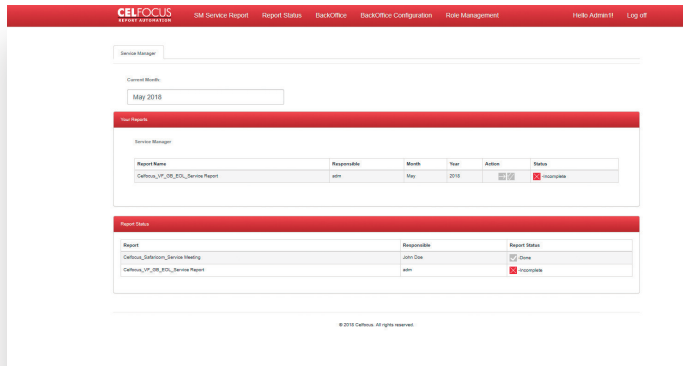 CELFOCUS SM Service Report Report Status BackOffice BackOffice Configuration Role Management Hello Admin1!! Log off
REPORT AUTOMATION
Service Manager
Current Month:
May 2018
Your Reports
Service Manager
Report Name Responsible Month Year Action Status
Celfocus_VF_GB_EOL_Service Report adm May 2018 -Incomplete
Report Status
Report Responsible Report Status
Celfocus_Safaricom_Service Meeting John Doe -Done
Celfocus_VF_GB_EOL_Service Report adm -Incomplete
© 2018 Celfocus. All rights reserved.